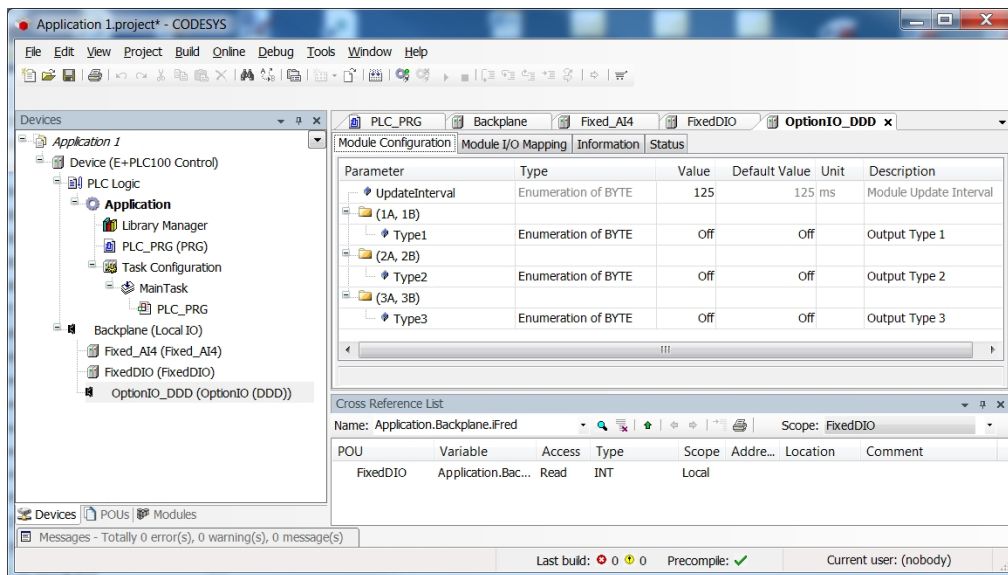 Application 1.project* - CODESYS
File Edit View Project Build Online Debug Tools Window Help
Devices
Application 1
Device (E+PLC100 Control)
PLC Logic
Application
Library Manager
PLC_PRG (PRG)
Task Configuration
MainTask
PLC_PRG
Backplane (Local IO)
Fixed_AI4 (Fixed_AI4)
FixedDIO (FixedDIO)
OptionIO_DDD (OptionIO (DDD))
Devices POUs Modules
PLC_PRG Backplane Fixed_AI4 FixedDIO OptionIO_DDD
Module Configuration Module I/O Mapping Information Status
Parameter Type Value Default Value Unit Description
UpdateInterval Enumeration of BYTE 125 125 ms Module Update Interval
(1A, 1B)
Type1 Enumeration of BYTE Off Off Output Type 1
(2A, 2B)
Type2 Enumeration of BYTE Off Off Output Type 2
(3A, 3B)
Type3 Enumeration of BYTE Off Off Output Type 3
Cross Reference List
Name: Application.Backplane.iFred Scope: FixedDIO
POU Variable Access Type Scope Addre... Location Comment
FixedDIO Application.Bac... Read INT Local
Messages - Totally 0 error(s), 0 warning(s), 0 message(s)
Last build: 0 0 Precompile: Current user: (nobody)